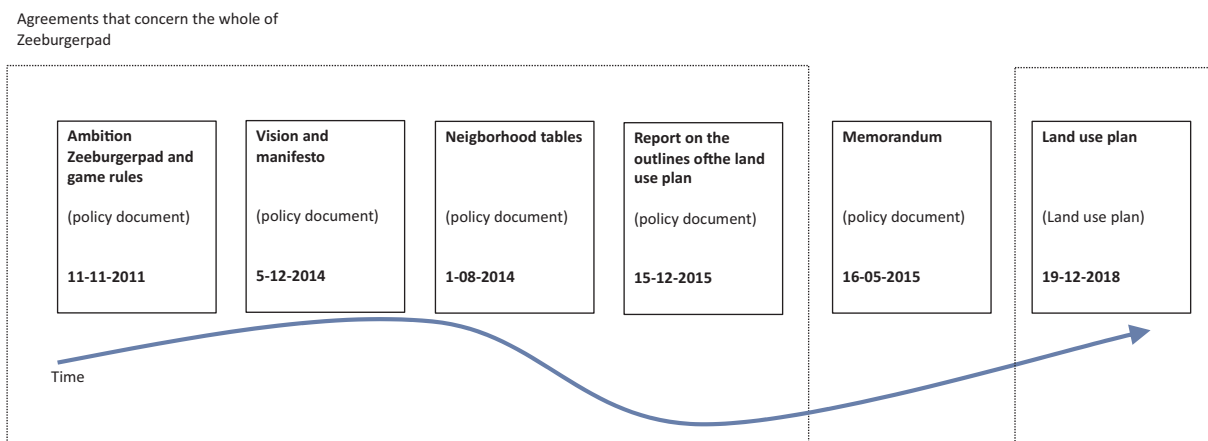 Agreements that concern the whole of
Zeeburgerpad
Ambition
Zeeburgerpad and
game rules
(policy document)
11-11-2011
Vision and
manifesto
(policy document)
5-12-2014
Neigborhood tables
(policy document)
1-08-2014
Report on the
outlines ofthe land
use plan
(policy document)
15-12-2015
Memorandum
(policy document)
16-05-2015
Land use plan
(Land use plan)
19-12-2018
Time